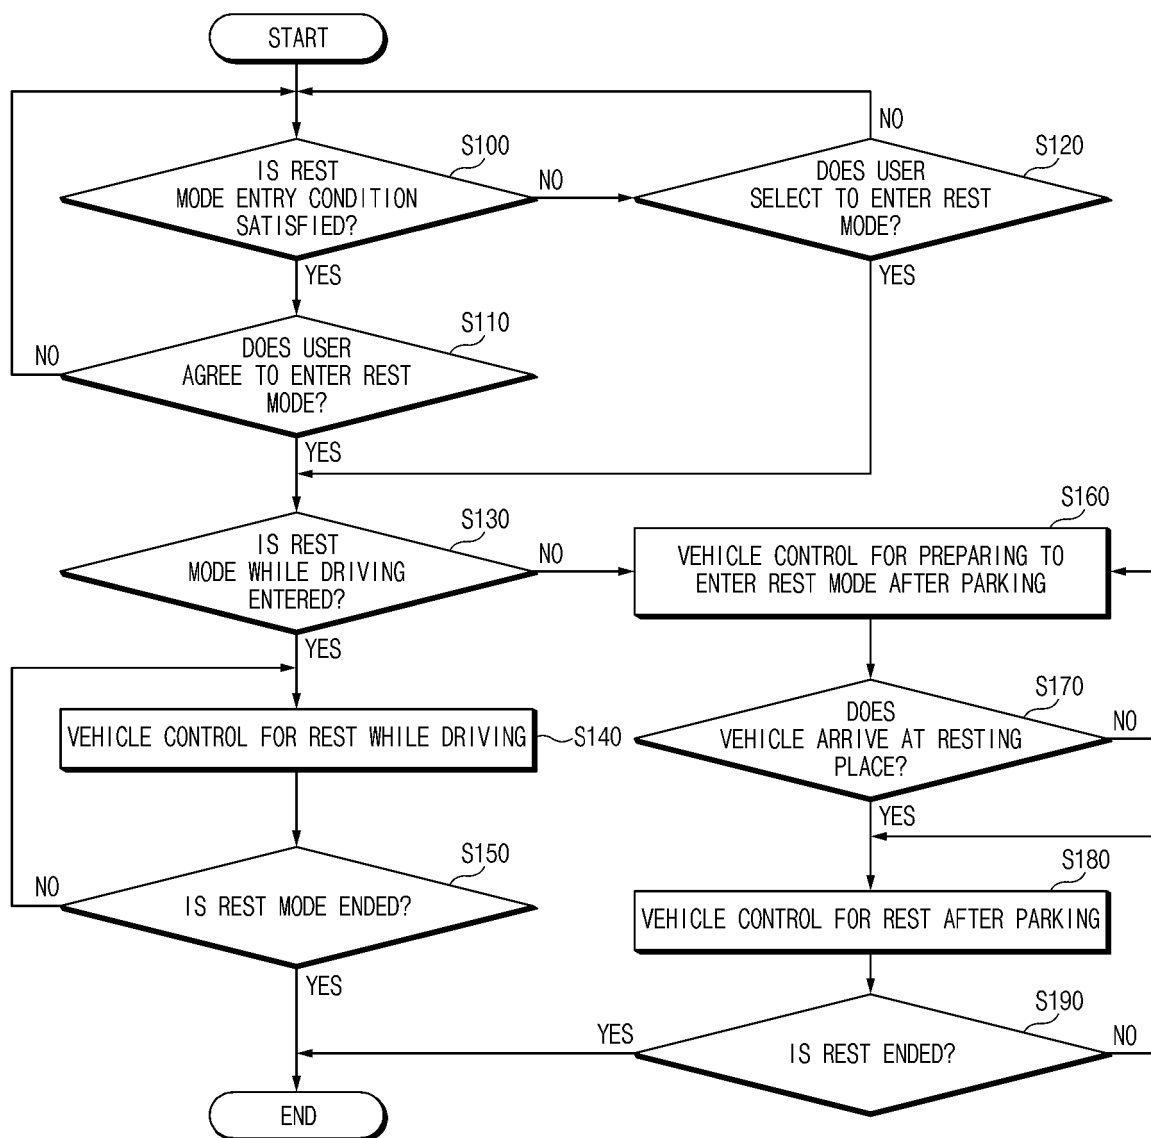 START
S100
IS REST
MODE ENTRY CONDITION
SATISFIED?
NO
YES
S120
DOES USER
SELECT TO ENTER REST
MODE?
NO
YES
S110
DOES USER
AGREE TO ENTER REST
MODE?
NO
YES
S130
IS REST
MODE WHILE DRIVING
ENTERED?
NO
YES
S160
VEHICLE CONTROL FOR PREPARING TO
ENTER REST MODE AFTER PARKING
VEHICLE CONTROL FOR REST WHILE DRIVING
S140
S170
DOES
VEHICLE ARRIVE AT RESTING
PLACE?
NO
YES
S150
IS REST MODE ENDED?
NO
YES
S180
VEHICLE CONTROL FOR REST AFTER PARKING
S190
IS REST ENDED?
YES
NO
END